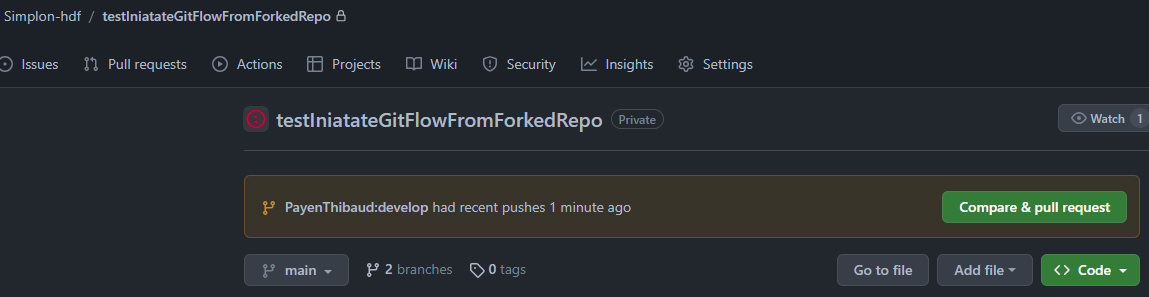 Simplon-hdf / testIniatateGitFlowFromForkedRepo
Issues Pull requests Actions Projects Wiki Security Insights Settings
testIniatateGitFlowFromForkedRepo Private Watch 1
PayenThibaud:develop had recent pushes 1 minute ago Compare & pull request
main 2 branches 0 tags Go to file Add file Code